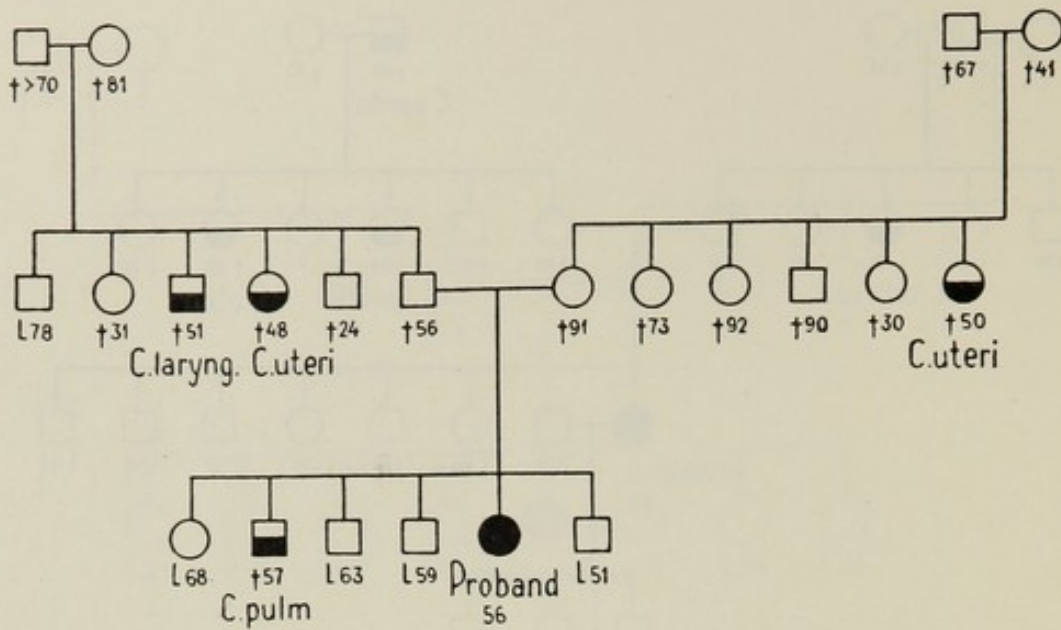 †>70 †81 †67 †41
L78 †31 †51 †48 †24 †56 †91 †73 †92 †90 †30 †50
C.laryng. C.uteri C.uteri
L68 †57 L63 L59 Proband L51
C.pulm 56